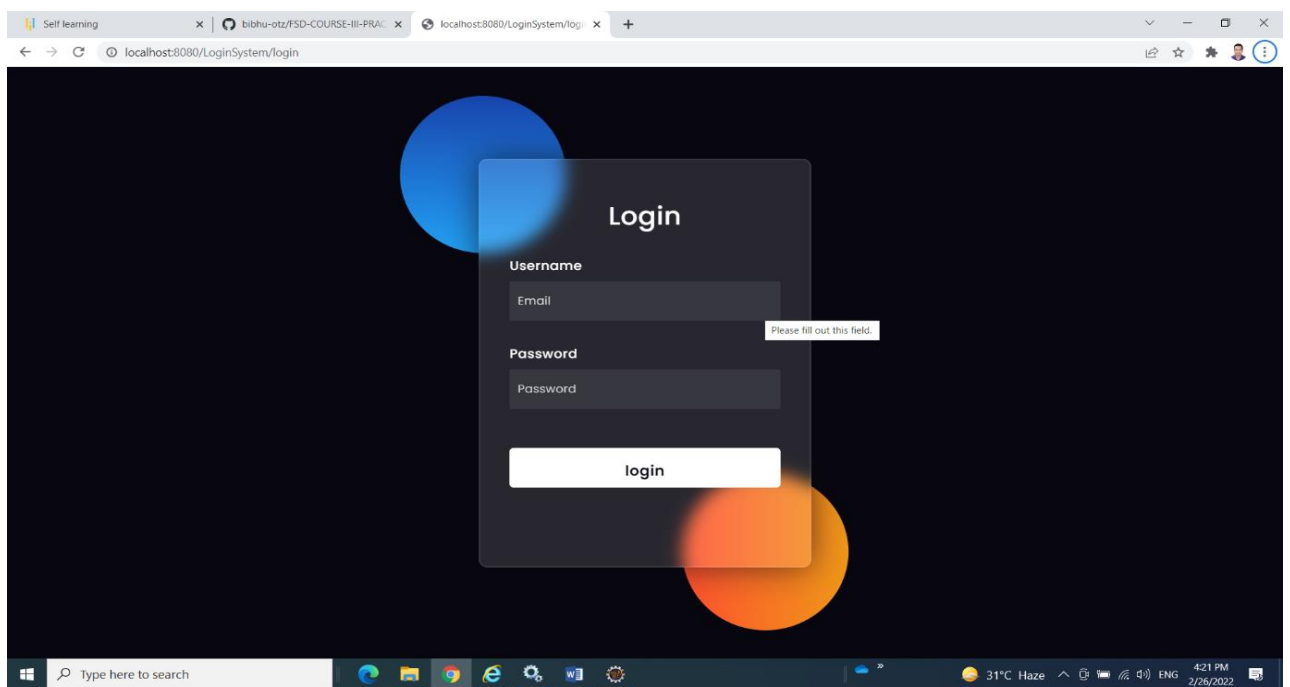 Self learning
bibhu-otz/FSD-COURSE-III-PRAC
localhost:8080/LoginSystem/logi
localhost:8080/LoginSystem/login
Login
Username
Email
Please fill out this field.
Password
Password
login
Type here to search
31°C Haze
ENG
4:21 PM
2/26/2022